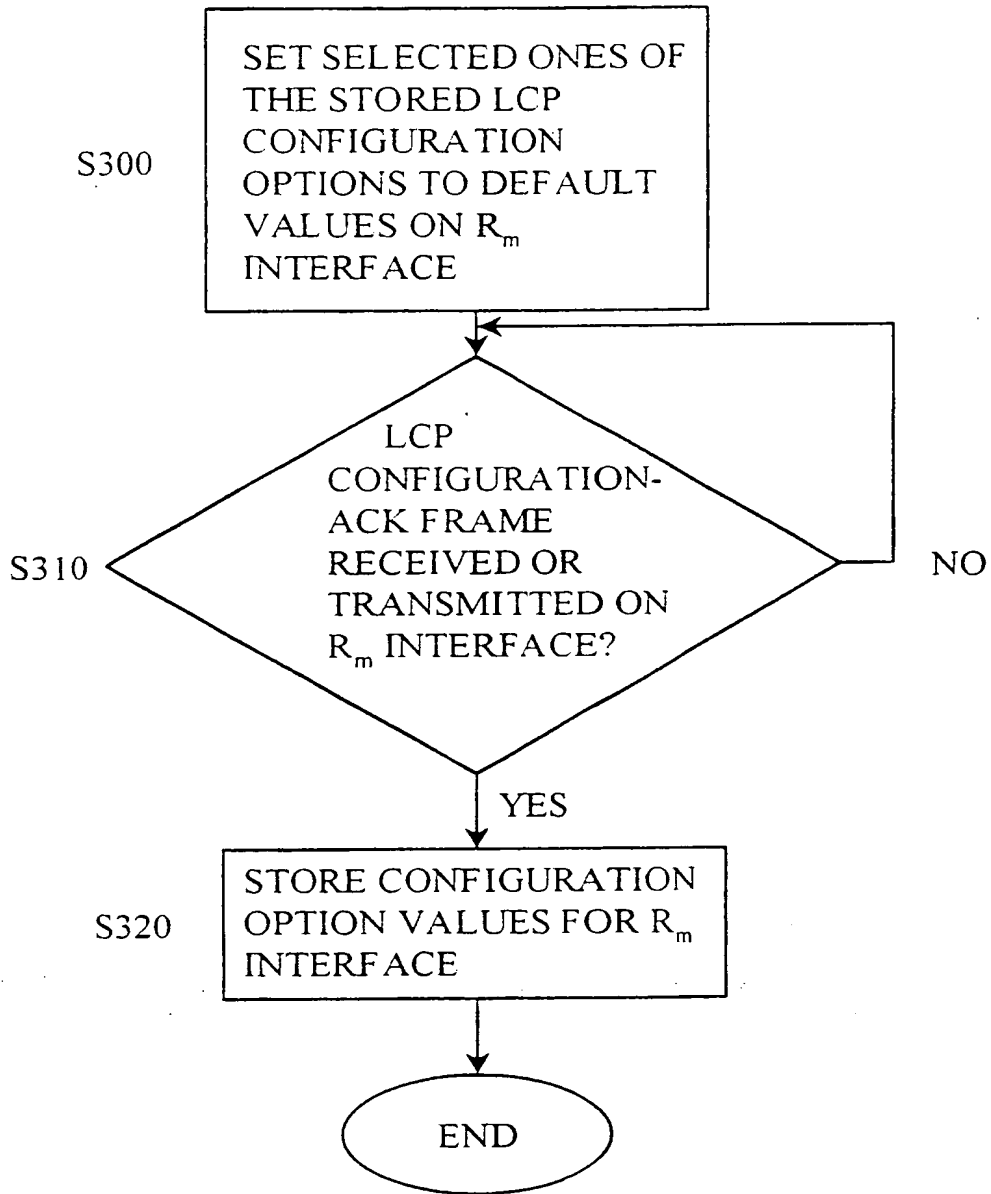 SET SELECTED ONES OF
THE STORED LCP
CONFIGURATION
OPTIONS TO DEFAULT
VALUES ON Rm
INTERFACE
S300
LCP
CONFIGURATION-
ACK FRAME
RECEIVED OR
TRANSMITTED ON
Rm INTERFACE?
S310
NO
YES
STORE CONFIGURATION
OPTION VALUES FOR Rm
INTERFACE
S320
END